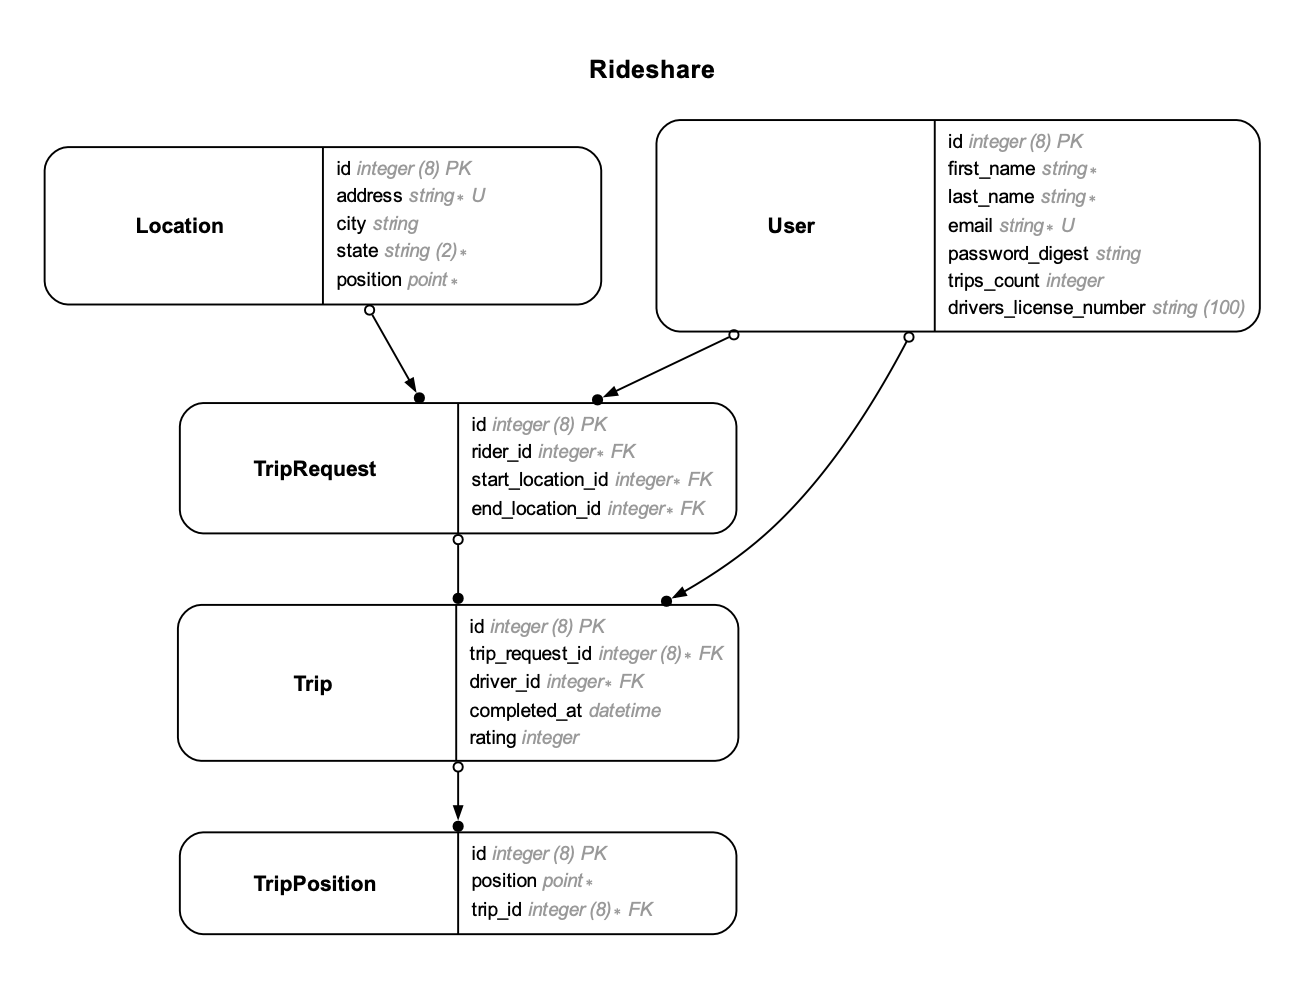 Rideshare
Location
id integer (8) PK
address string* U
city string
state string (2)*
position point*
User
id integer (8) PK
first_name string*
last_name string*
email string* U
password_digest string
trips_count integer
drivers_license_number string (100)
TripRequest
id integer (8) PK
rider_id integer* FK
start_location_id integer* FK
end_location_id integer* FK
Trip
id integer (8) PK
trip_request_id integer (8)* FK
driver_id integer* FK
completed_at datetime
rating integer
TripPosition
id integer (8) PK
position point*
trip_id integer (8)* FK